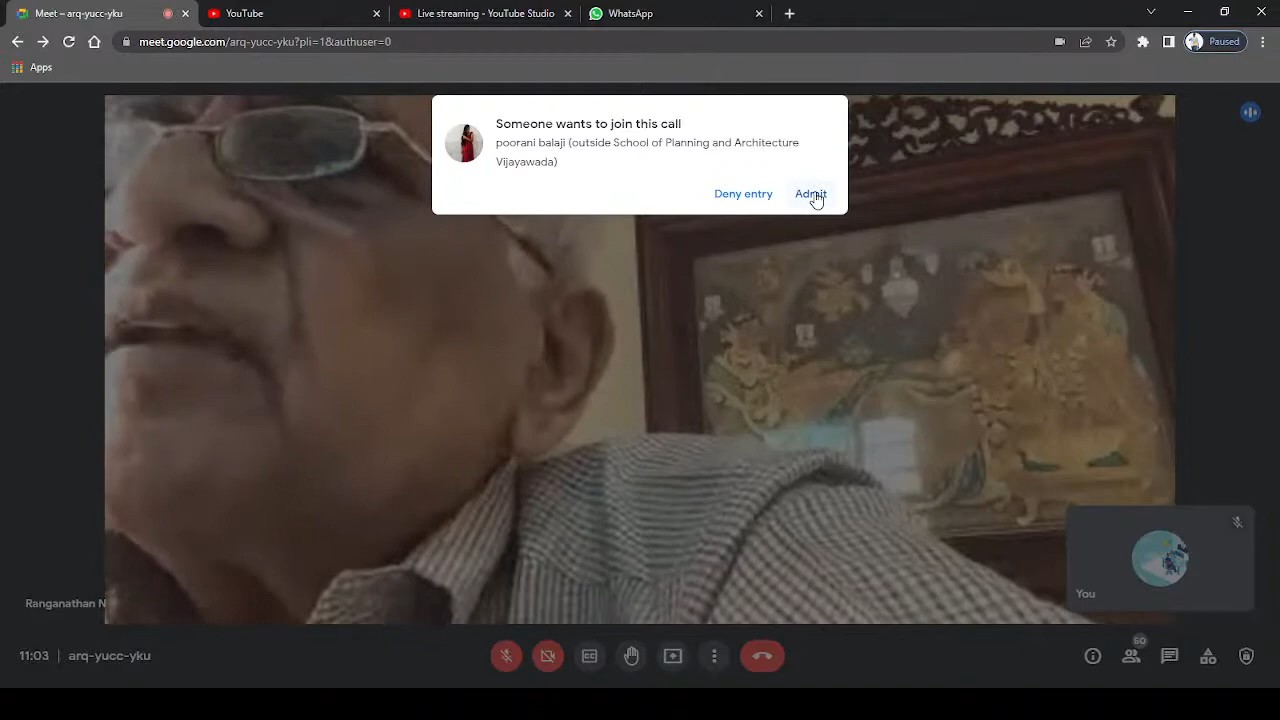 Meet – arq-yucc-yku
YouTube
Live streaming - YouTube Studio
WhatsApp
meet.google.com/arq-yucc-yku?pli=1&authuser=0
Paused
Apps
Someone wants to join this call
poorani balaji (outside School of Planning and Architecture
Vijayawada)
Deny entry
Admit
You
Ranganathan N
11:03 | arq-yucc-yku
60